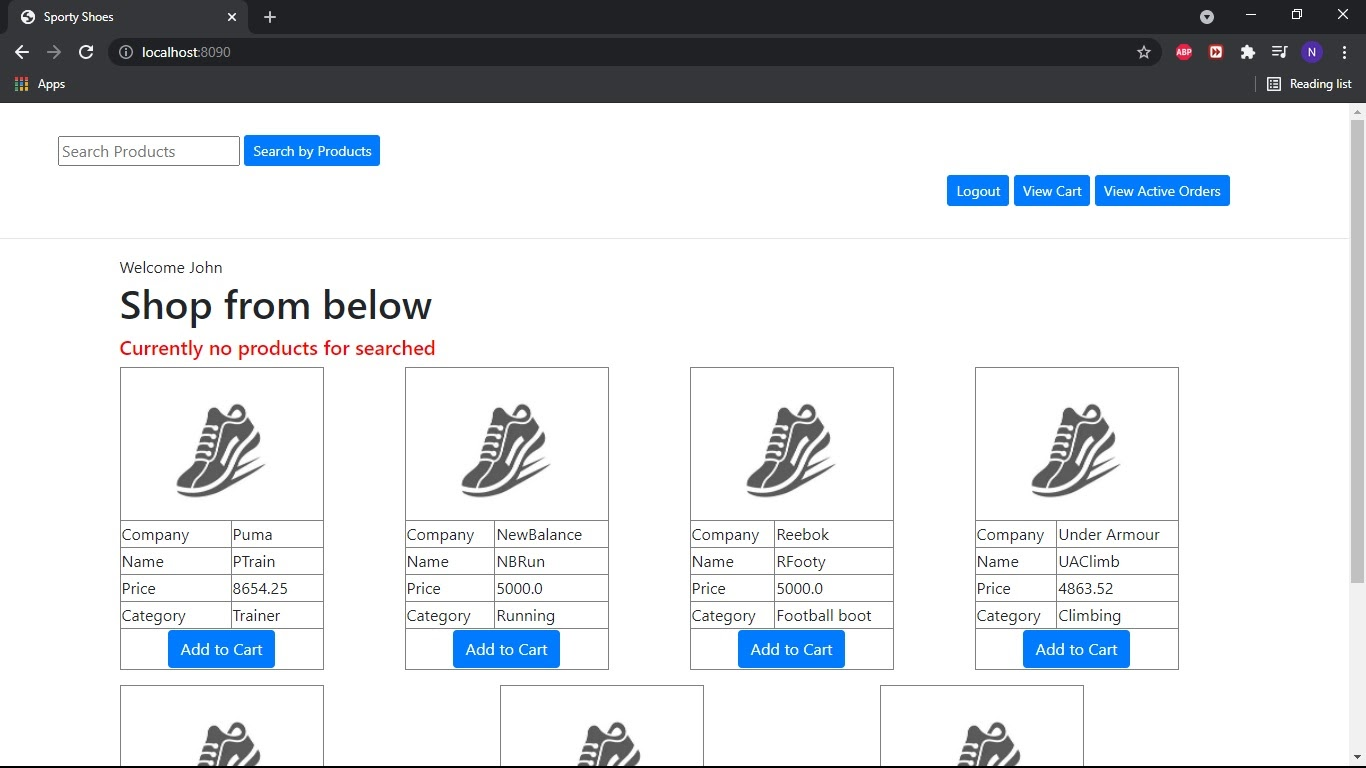 Sporty Shoes
localhost:8090
ABP
N
Apps
Reading list
Search Products Search by Products
Logout View Cart View Active Orders
Welcome John
Shop from below
Currently no products for searched
Company Puma
Name PTrain
Price 8654.25
Category Trainer
Add to Cart
Company NewBalance
Name NBRun
Price 5000.0
Category Running
Add to Cart
Company Reebok
Name RFooty
Price 5000.0
Category Football boot
Add to Cart
Company Under Armour
Name UAClimb
Price 4863.52
Category Climbing
Add to Cart